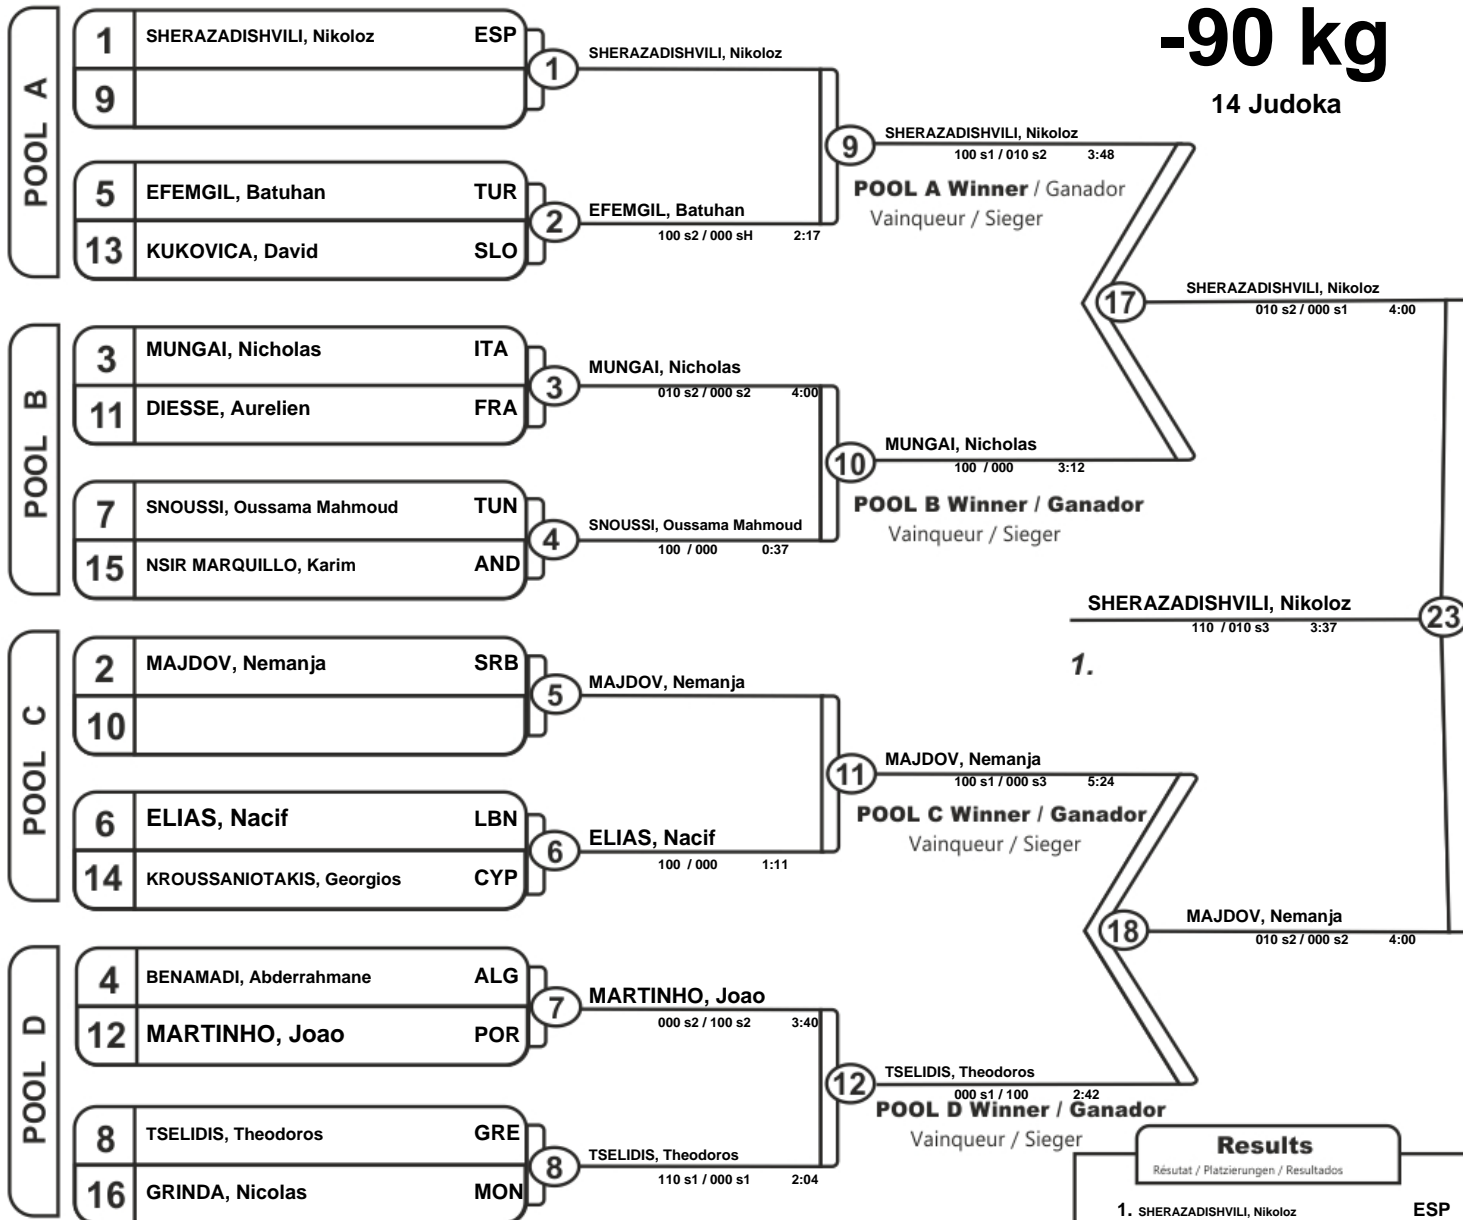 -90 kg
14 Judoka
POOL A
1 SHERAZADISHVILI, Nikoloz ESP
9
5 EFEMGIL, Batuhan TUR
13 KUKOVICA, David SLO
1
SHERAZADISHVILI, Nikoloz
2
EFEMGIL, Batuhan
100 s2 / 000 sH 2:17
9
SHERAZADISHVILI, Nikoloz
100 s1 / 010 s2 3:48
POOL A Winner / Ganador
Vainqueur / Sieger
POOL B
3 MUNGAI, Nicholas ITA
11 DIESSE, Aurelien FRA
7 SNOUSSI, Oussama Mahmoud TUN
15 NSIR MARQUILLO, Karim AND
3
MUNGAI, Nicholas
010 s2 / 000 s2 4:00
4
SNOUSSI, Oussama Mahmoud
100 / 000 0:37
10
MUNGAI, Nicholas
100 / 000 3:12
POOL B Winner / Ganador
Vainqueur / Sieger
17
SHERAZADISHVILI, Nikoloz
010 s2 / 000 s1 4:00
SHERAZADISHVILI, Nikoloz
110 / 010 s3 3:37
23
1.
POOL C
2 MAJDOV, Nemanja SRB
10
6 ELIAS, Nacif LBN
14 KROUSSANIOTAKIS, Georgios CYP
5
MAJDOV, Nemanja
6
ELIAS, Nacif
100 / 000 1:11
11
MAJDOV, Nemanja
100 s1 / 000 s3 5:24
POOL C Winner / Ganador
Vainqueur / Sieger
18
MAJDOV, Nemanja
010 s2 / 000 s2 4:00
POOL D
4 BENAMADI, Abderrahmane ALG
12 MARTINHO, Joao POR
8 TSELIDIS, Theodoros GRE
16 GRINDA, Nicolas MON
7
MARTINHO, Joao
000 s2 / 100 s2 3:40
8
TSELIDIS, Theodoros
110 s1 / 000 s1 2:04
12
TSELIDIS, Theodoros
000 s1 / 100 2:42
POOL D Winner / Ganador
Vainqueur / Sieger
Results
Résutat / Platzierungen / Resultados
1. SHERAZADISHVILI, Nikoloz ESP